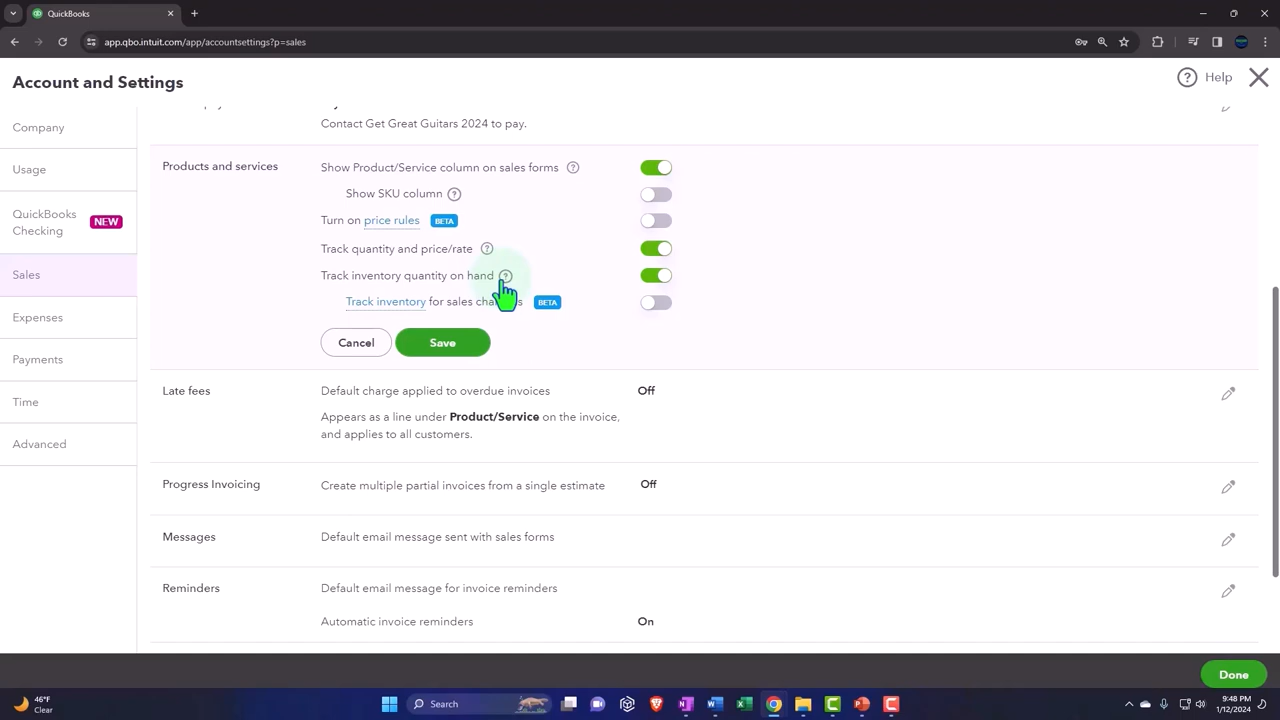 QuickBooks
app.qbo.intuit.com/app/accountsettings?p=sales
Account and Settings
Help
Company
Usage
QuickBooks
Checking
NEW
Sales
Expenses
Payments
Time
Advanced
Contact Get Great Guitars 2024 to pay.
Products and services
Show Product/Service column on sales forms
Show SKU column
Turn on price rules BETA
Track quantity and price/rate
Track inventory quantity on hand
Track inventory for sales BETA
Cancel Save
Late fees Default charge applied to overdue invoices Off
Appears as a line under Product/Service on the invoice,
and applies to all customers.
Progress Invoicing Create multiple partial invoices from a single estimate Off
Messages Default email message sent with sales forms
Reminders Default email message for invoice reminders
Automatic invoice reminders On
Done
46°F
Clear
Search
9:48 PM
1/12/2024